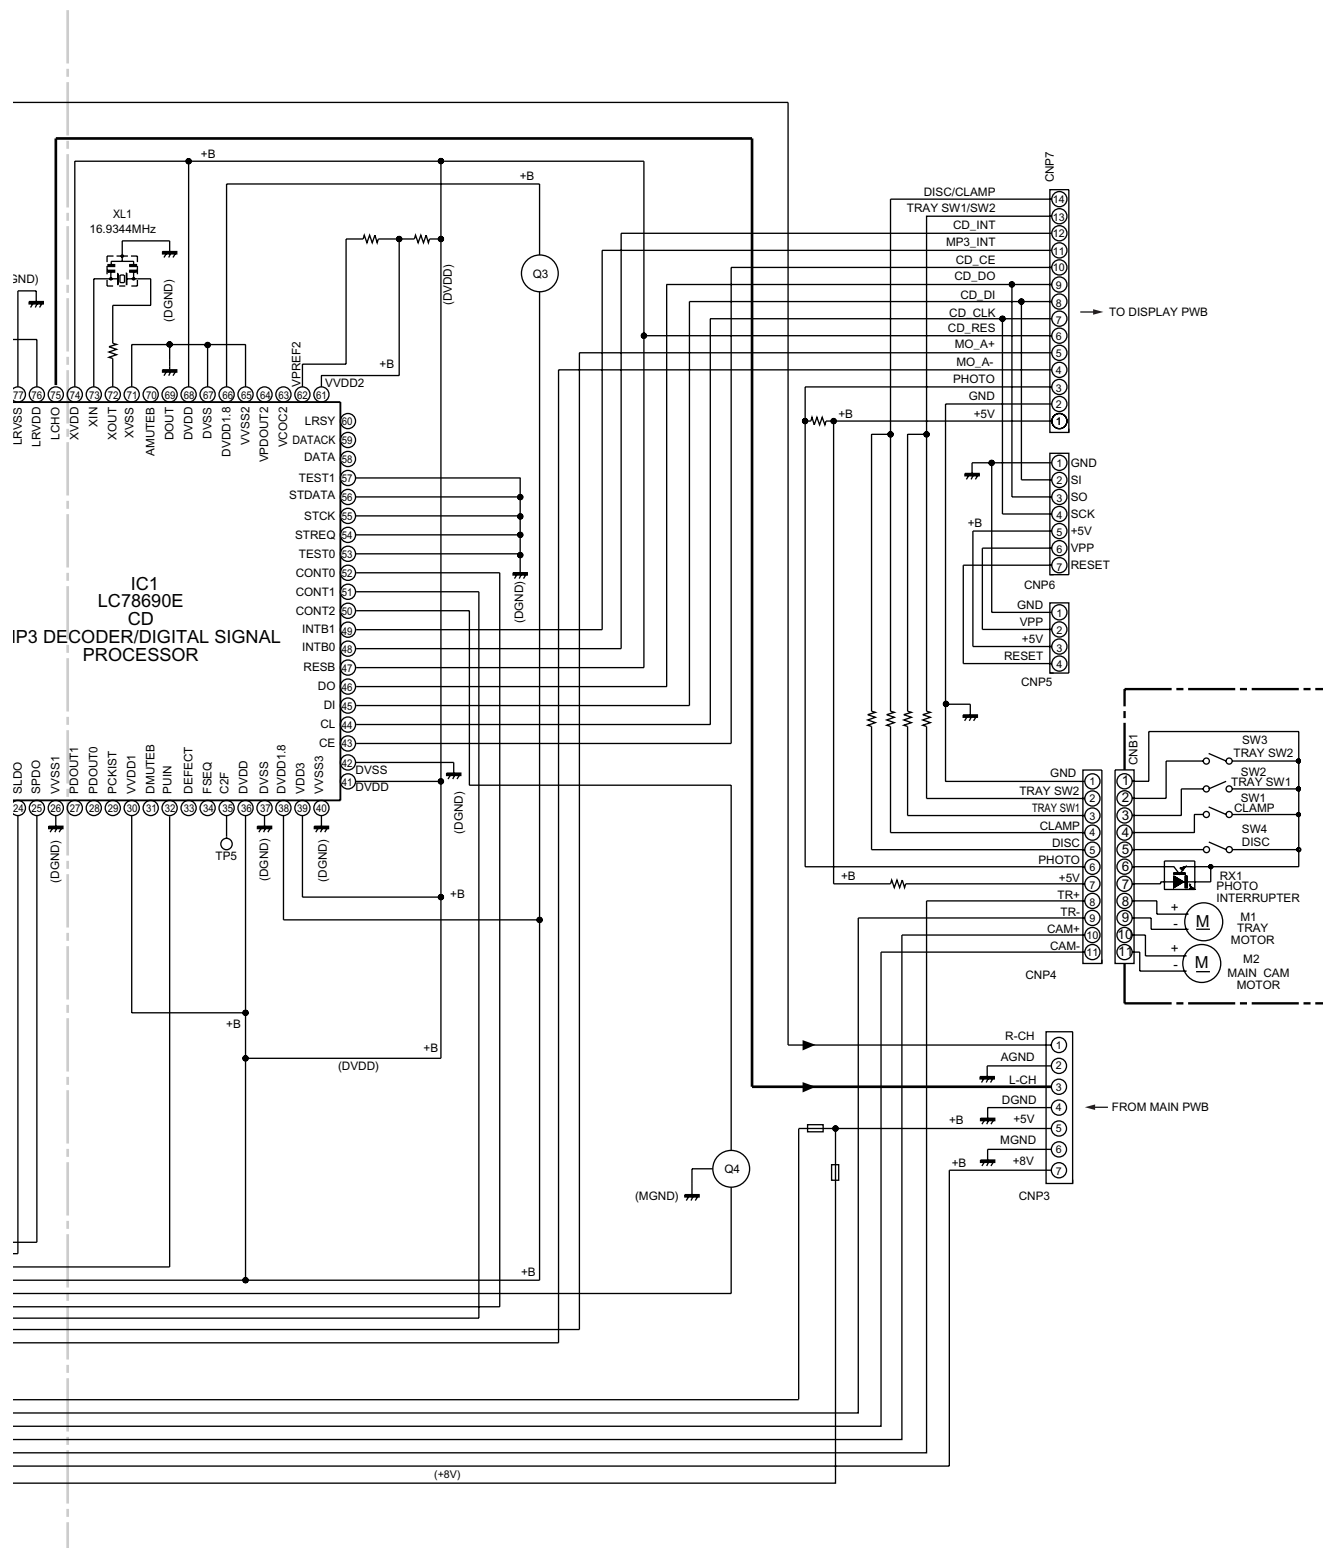 +B
+B
XL1
16.9344MHz
Q3
(DGND)
(DVDD)
GND)
VPREF2
+B
VVDD2
77 76 75 74 73 72 71 70 69 68 67 66 65 64 63 62 61
LRVSS
LRVDD
LCHO
XVDD
XIN
XOUT
XVSS
AMUTEB
DOUT
DVDD
DVSS
DVDD1.8
VVSS2
VPDOUT2
VCOC2
LRSY 60
DATACK 59
DATA 58
TEST1 57
STDATA 56
STCK 55
STREQ 54
TEST0 53
CONT0 52
CONT1 51
CONT2 50
INTB1 49
INTB0 48
RESB 47
DO 46
DI 45
CL 44
CE 43
42 DVSS
41 DVDD
(DGND)
(DGND)
IC1
LC78690E
CD
IP3 DECODER/DIGITAL SIGNAL
PROCESSOR
SLDO
SPDO
VVSS1
PDOUT1
PDOUT0
PCKIST
VVDD1
DMUTEB
PUIN
DEFECT
FSEQ
C2F
DVDD
DVSS
DVDD1.8
VDD3
VVSS3
24 25 26 27 28 29 30 31 32 33 34 35 36 37 38 39 40
(DGND)
TP5
(DGND)
(DGND)
+B
+B
+B
(DVDD)
+B
(+8V)
(MGND)
Q4
CNP7
DISC/CLAMP 14
TRAY SW1/SW2 13
CD_INT 12
MP3_INT 11
CD_CE 10
CD_DO 9
CD_DI 8
CD_CLK 7
CD_RES 6
MO_A+ 5
MO_A- 4
PHOTO 3
GND 2
+B +5V 1
TO DISPLAY PWB
1 GND
2 SI
3 SO
4 SCK
+B 5 +5V
6 VPP
7 RESET
CNP6
GND 1
VPP 2
+5V 3
RESET 4
CNP5
GND 1
TRAY SW2 2
TRAY SW1 3
CLAMP 4
DISC 5
PHOTO 6
+B +5V 7
TR+ 8
TR- 9
CAM+ 10
CAM- 11
CNP4
CNB1
1
2
3
4
5
6
7
8
9
10
11
SW3
TRAY SW2
SW2
TRAY SW1
SW1
CLAMP
SW4
DISC
RX1
PHOTO
INTERRUPTER
+
-
M
M1
TRAY
MOTOR
+
-
M
M2
MAIN CAM
MOTOR
R-CH 1
AGND 2
L-CH 3
DGND 4
+B +5V 5
MGND 6
+B +8V 7
CNP3
FROM MAIN PWB